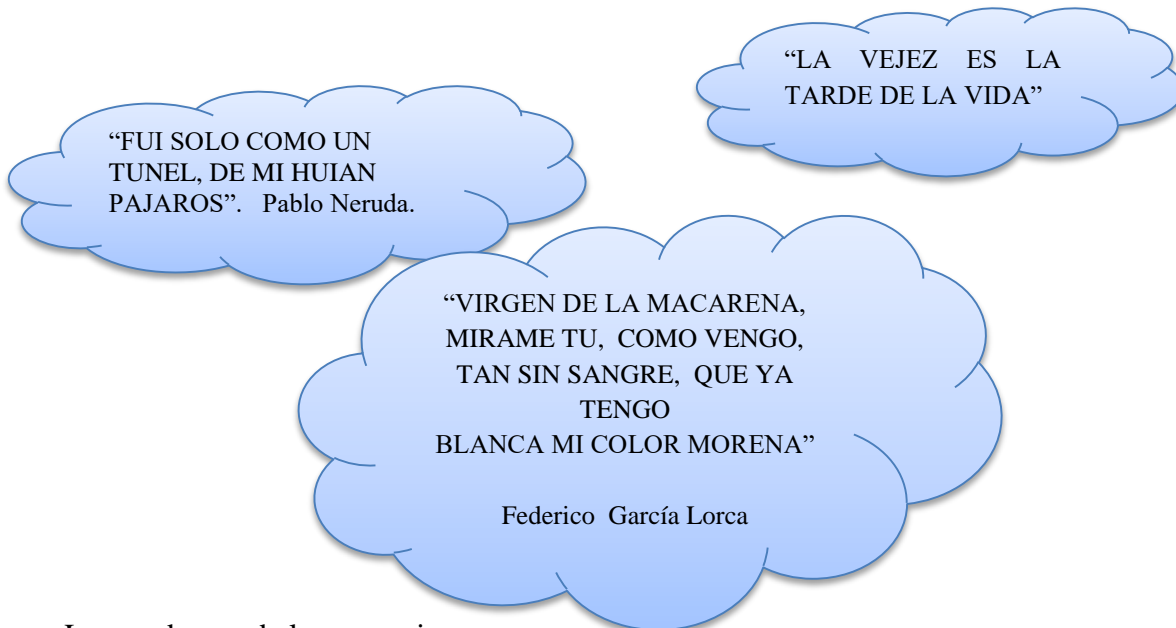 “LA VEJEZ ES LA
TARDE DE LA VIDA”
“FUI SOLO COMO UN
TUNEL, DE MI HUIAN
PAJAROS”. Pablo Neruda.
“VIRGEN DE LA MACARENA,
MIRAME TU, COMO VENGO,
TAN SIN SANGRE, QUE YA
TENGO
BLANCA MI COLOR MORENA”
Federico García Lorca